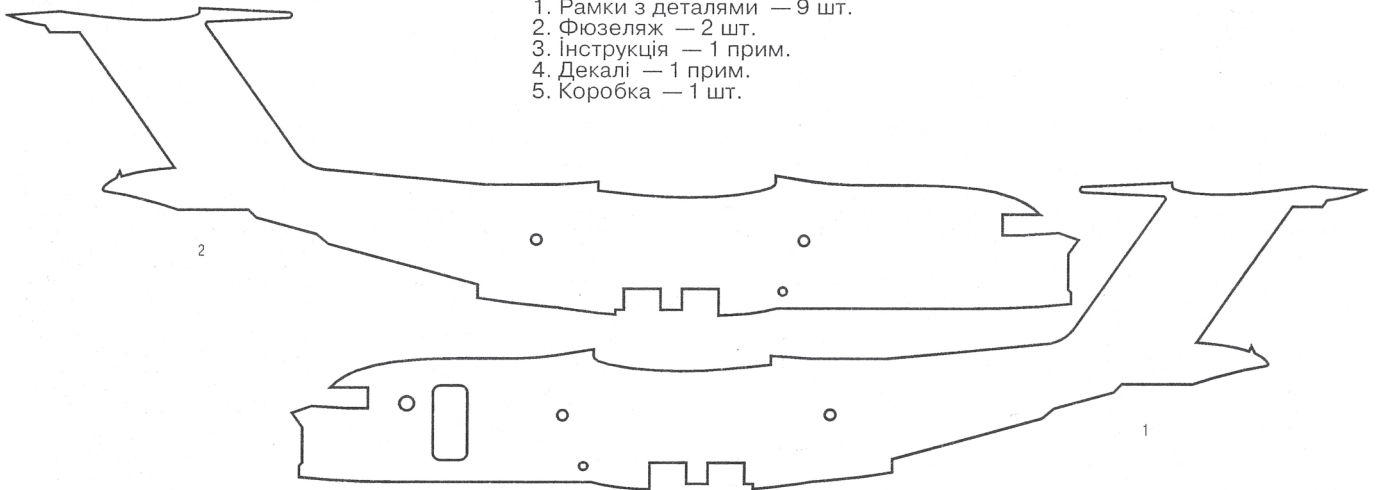 1. Рамки з деталями — 9 шт.
2. Фюзеляж — 2 шт.
3. Інструкція — 1 прим.
4. Декалі — 1 прим.
5. Коробка — 1 шт.
2
1